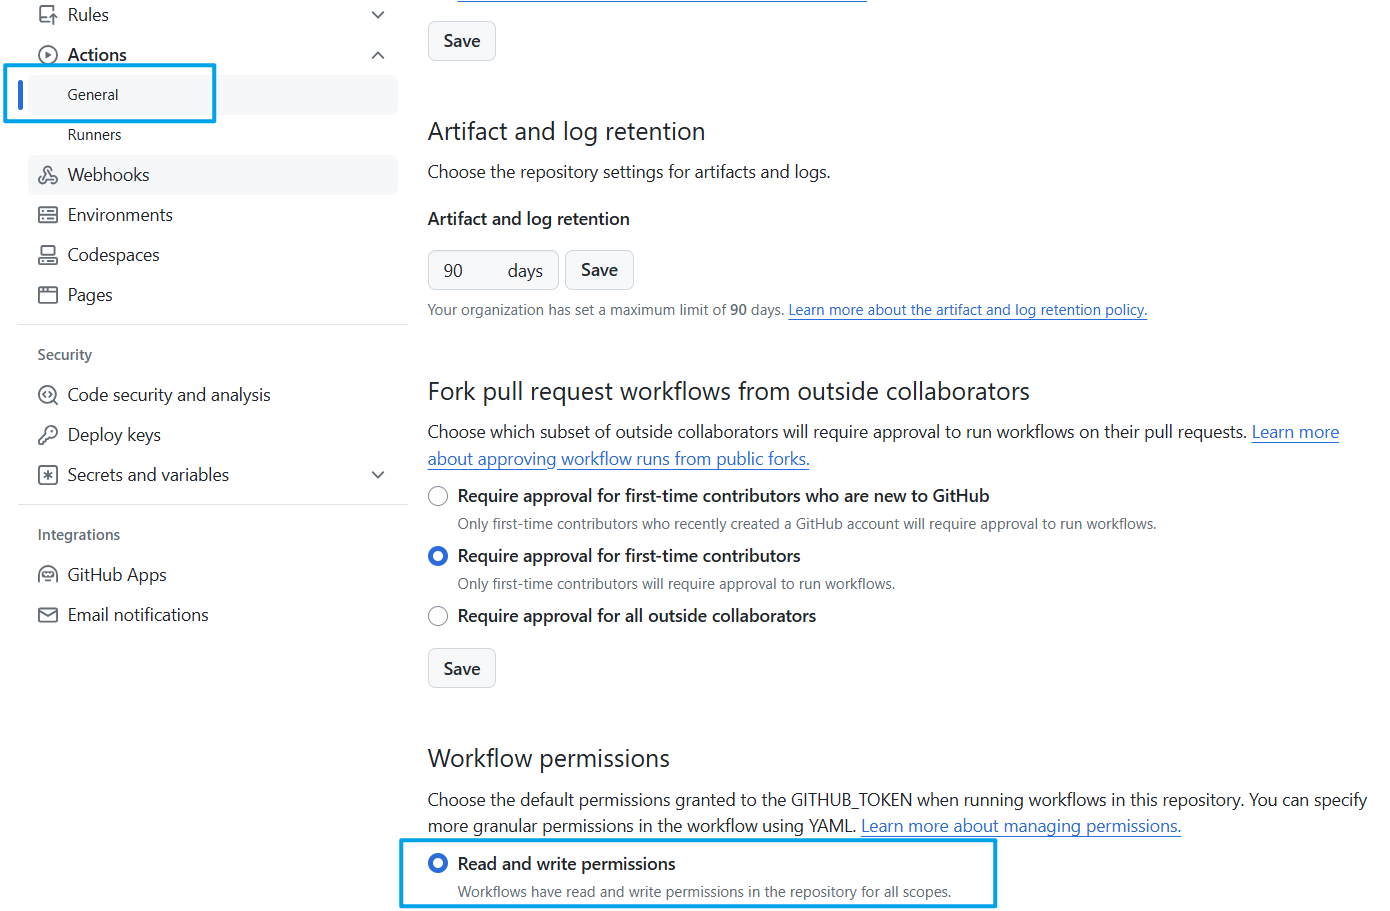 Rules
Actions
General
Runners
Webhooks
Environments
Codespaces
Pages
Security
Code security and analysis
Deploy keys
Secrets and variables
Integrations
GitHub Apps
Email notifications
Save
Artifact and log retention
Choose the repository settings for artifacts and logs.
Artifact and log retention
90 days Save
Your organization has set a maximum limit of 90 days. Learn more about the artifact and log retention policy.
Fork pull request workflows from outside collaborators
Choose which subset of outside collaborators will require approval to run workflows on their pull requests. Learn more
about approving workflow runs from public forks.
Require approval for first-time contributors who are new to GitHub
Only first-time contributors who recently created a GitHub account will require approval to run workflows.
Require approval for first-time contributors
Only first-time contributors will require approval to run workflows.
Require approval for all outside collaborators
Save
Workflow permissions
Choose the default permissions granted to the GITHUB_TOKEN when running workflows in this repository. You can specify
more granular permissions in the workflow using YAML. Learn more about managing permissions.
Read and write permissions
Workflows have read and write permissions in the repository for all scopes.